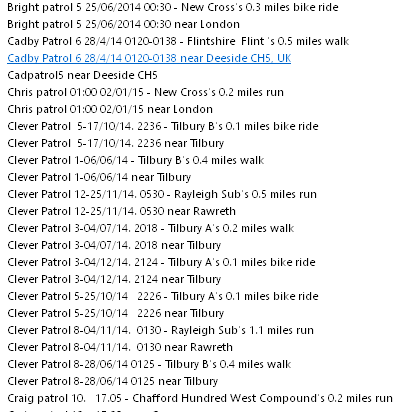 Bright patrol 5 25/06/2014 00:30 - New Cross's 0.3 miles bike ride
Bright patrol 5 25/06/2014 00:30 near London
Cadby Patrol 6 28/4/14 0120-0138 - Flintshire Flint 's 0.5 miles walk
Cadby Patrol 6 28/4/14 0120-0138 near Deeside CH5, UK
Cadpatrol5 near Deeside CH5
Chris patrol 01:00 02/01/15 - New Cross's 0.2 miles run
Chris patrol 01:00 02/01/15 near London
Clever Patrol 5-17/10/14. 2236 - Tilbury B's 0.1 miles bike ride
Clever Patrol 5-17/10/14. 2236 near Tilbury
Clever Patrol 1-06/06/14 - Tilbury B's 0.4 miles walk
Clever Patrol 1-06/06/14 near Tilbury
Clever Patrol 12-25/11/14. 0530 - Rayleigh Sub's 0.5 miles run
Clever Patrol 12-25/11/14. 0530 near Rawreth
Clever Patrol 3-04/07/14. 2018 - Tilbury A's 0.2 miles walk
Clever Patrol 3-04/07/14. 2018 near Tilbury
Clever Patrol 3-04/12/14. 2124 - Tilbury A's 0.1 miles bike ride
Clever Patrol 3-04/12/14. 2124 near Tilbury
Clever Patrol 5-25/10/14 2226 - Tilbury A's 0.1 miles bike ride
Clever Patrol 5-25/10/14 2226 near Tilbury
Clever Patrol 8-04/11/14. 0130 - Rayleigh Sub's 1.1 miles run
Clever Patrol 8-04/11/14. 0130 near Rawreth
Clever Patrol 8-28/06/14 0125 - Tilbury B's 0.4 miles walk
Clever Patrol 8-28/06/14 0125 near Tilbury
Craig patrol 10. 17.05 - Chafford Hundred West Compound's 0.2 miles run